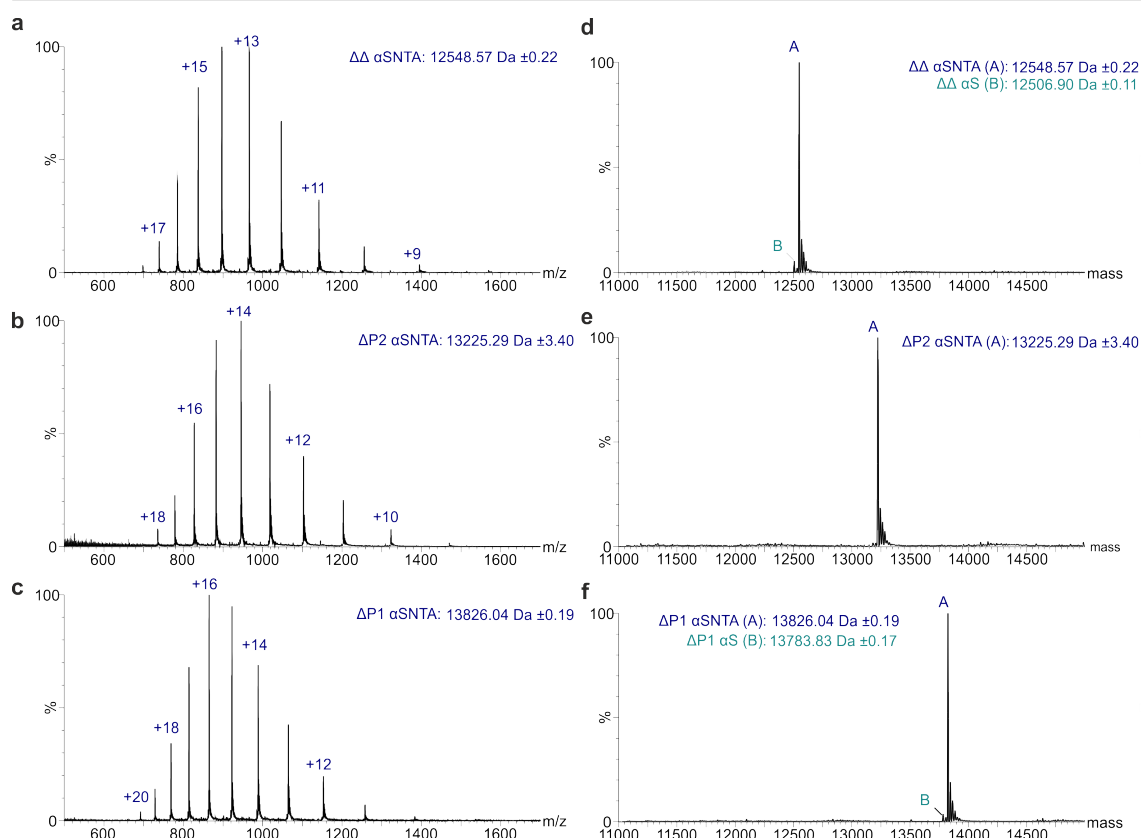 a
100
%
0
+17
+15
+13
+11
+9
ΔΔ αSNTA: 12548.57 Da ±0.22
600 800 1000 1200 1400 1600 m/z
b
100
%
0
+18
+16
+14
+12
+10
ΔP2 αSNTA: 13225.29 Da ±3.40
600 800 1000 1200 1400 1600 m/z
c
100
%
0
+20
+18
+16
+14
+12
ΔP1 αSNTA: 13826.04 Da ±0.19
600 800 1000 1200 1400 1600 m/z
d
100
%
0
A
B
ΔΔ αSNTA (A): 12548.57 Da ±0.22
ΔΔ αS (B): 12506.90 Da ±0.11
11000 11500 12000 12500 13000 13500 14000 14500 mass
e
100
%
0
A
ΔP2 αSNTA (A): 13225.29 Da ±3.40
11000 11500 12000 12500 13000 13500 14000 14500 mass
f
100
%
0
A
B
ΔP1 αSNTA (A): 13826.04 Da ±0.19
ΔP1 αS (B): 13783.83 Da ±0.17
11000 11500 12000 12500 13000 13500 14000 14500 mass